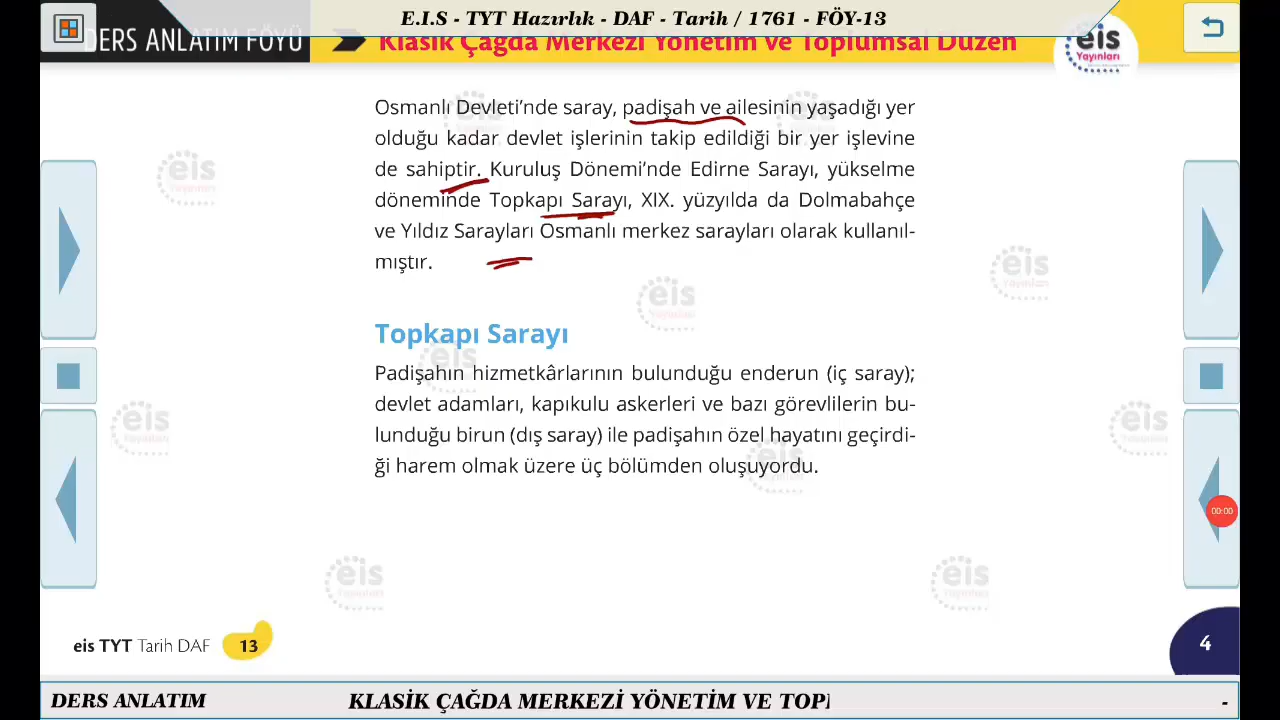 E.I.S - TYT Hazırlık - DAF - Tarih / 1761 - FÖY-13
DERS ANLATIM FÖYÜ
Klasik Çağda Merkezi Yönetim ve Toplumsal Düzen
eis
Yayınları
Osmanlı Devleti’nde saray, padişah ve ailesinin yaşadığı yer
olduğu kadar devlet işlerinin takip edildiği bir yer işlevine
de sahiptir. Kuruluş Dönemi’nde Edirne Sarayı, yükselme
döneminde Topkapı Sarayı, XIX. yüzyılda da Dolmabahçe
ve Yıldız Sarayları Osmanlı merkez sarayları olarak kullanıl-
mıştır.
Topkapı Sarayı
Padişahın hizmetkârlarının bulunduğu enderun (iç saray);
devlet adamları, kapıkulu askerleri ve bazı görevlilerin bu-
lunduğu birun (dış saray) ile padişahın özel hayatını geçirdi-
ği harem olmak üzere üç bölümden oluşuyordu.
00:00
eis TYT Tarih DAF 13
4
DERS ANLATIM KLASİK ÇAĞDA MERKEZİ YÖNETİM VE TOPI -